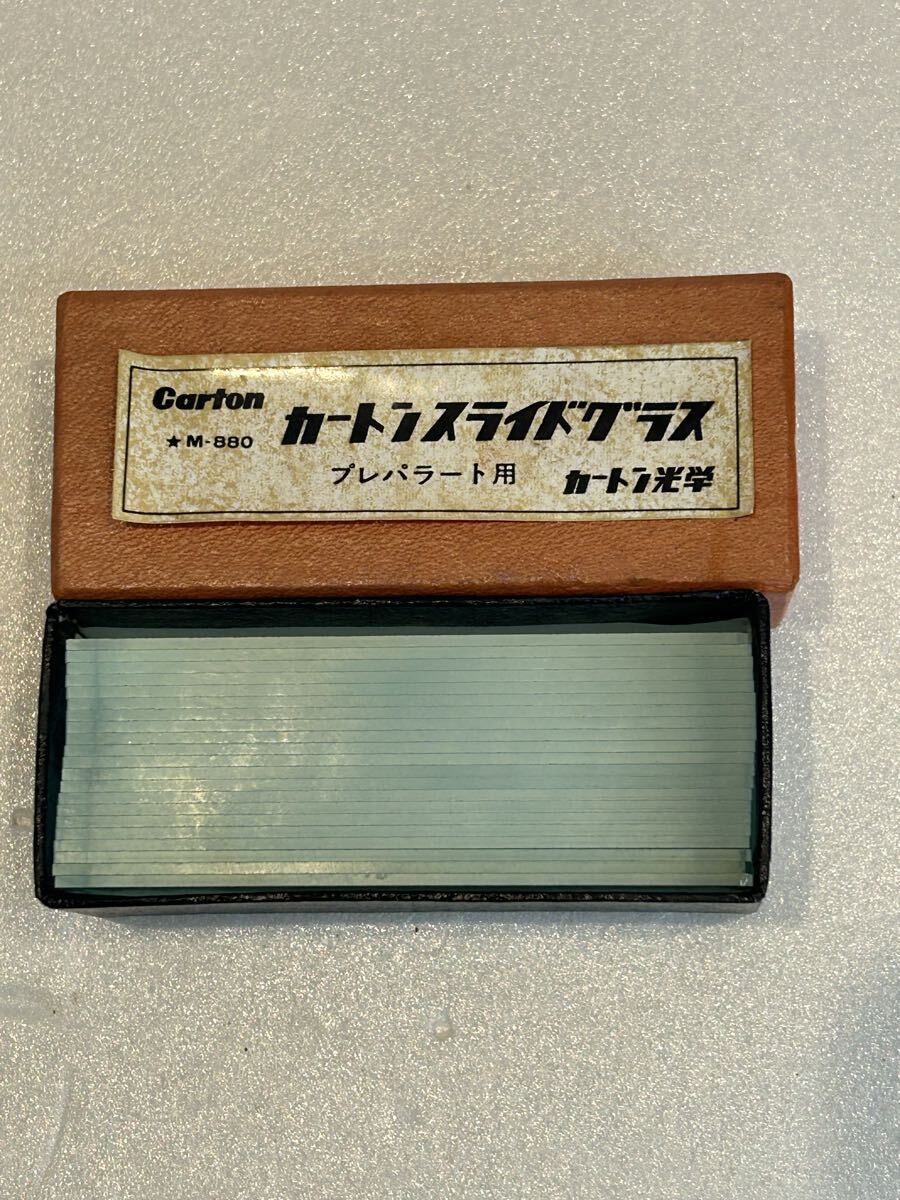 Carton
カートンスライドグラス
★M-880
プレパラート用
カートン光学